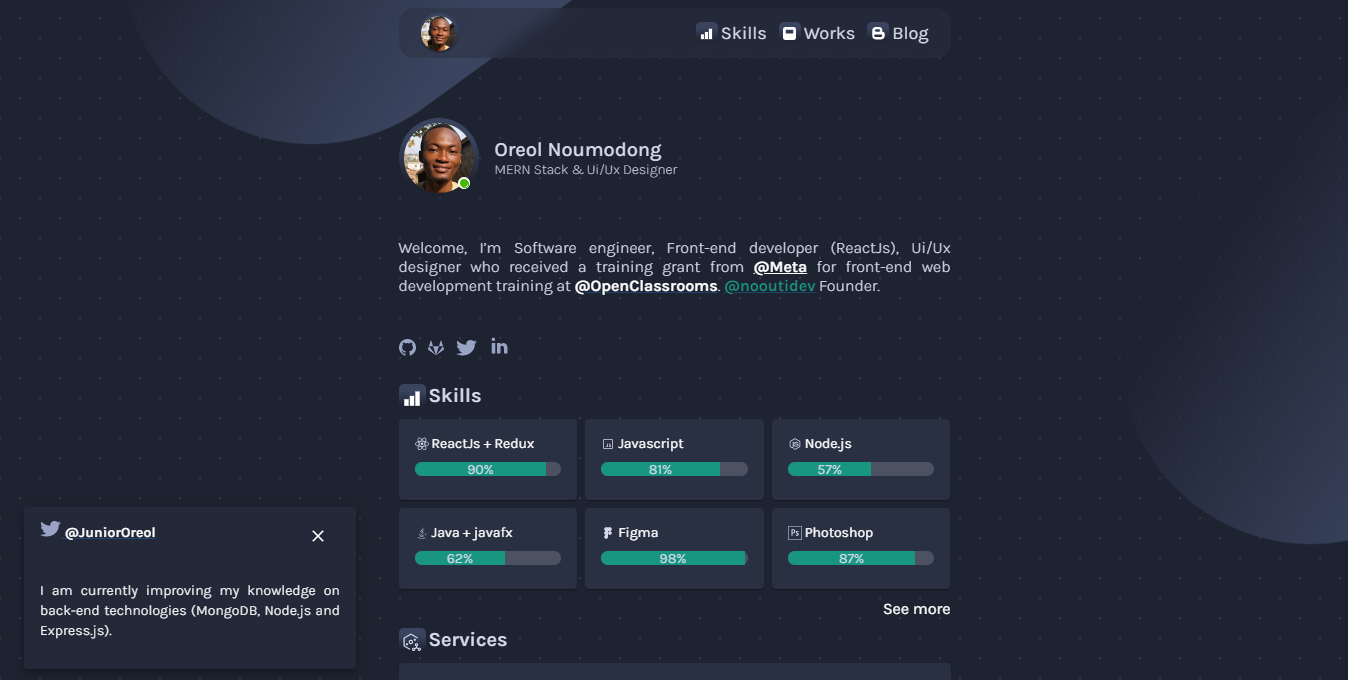 Skills Works Blog
Oreol Noumodong
MERN Stack & Ui/Ux Designer
Welcome, I'm Software engineer, Front-end developer (ReactJs), Ui/Ux
designer who received a training grant from @Meta for front-end web
development training at @OpenClassrooms. @nooutidev Founder.
Skills
ReactJs + Redux
90%
Javascript
81%
Node.js
57%
Java + javafx
62%
Figma
98%
Ps Photoshop
87%
See more
Services
@JuniorOreol
I am currently improving my knowledge on
back-end technologies (MongoDB, Node.js and
Express.js).